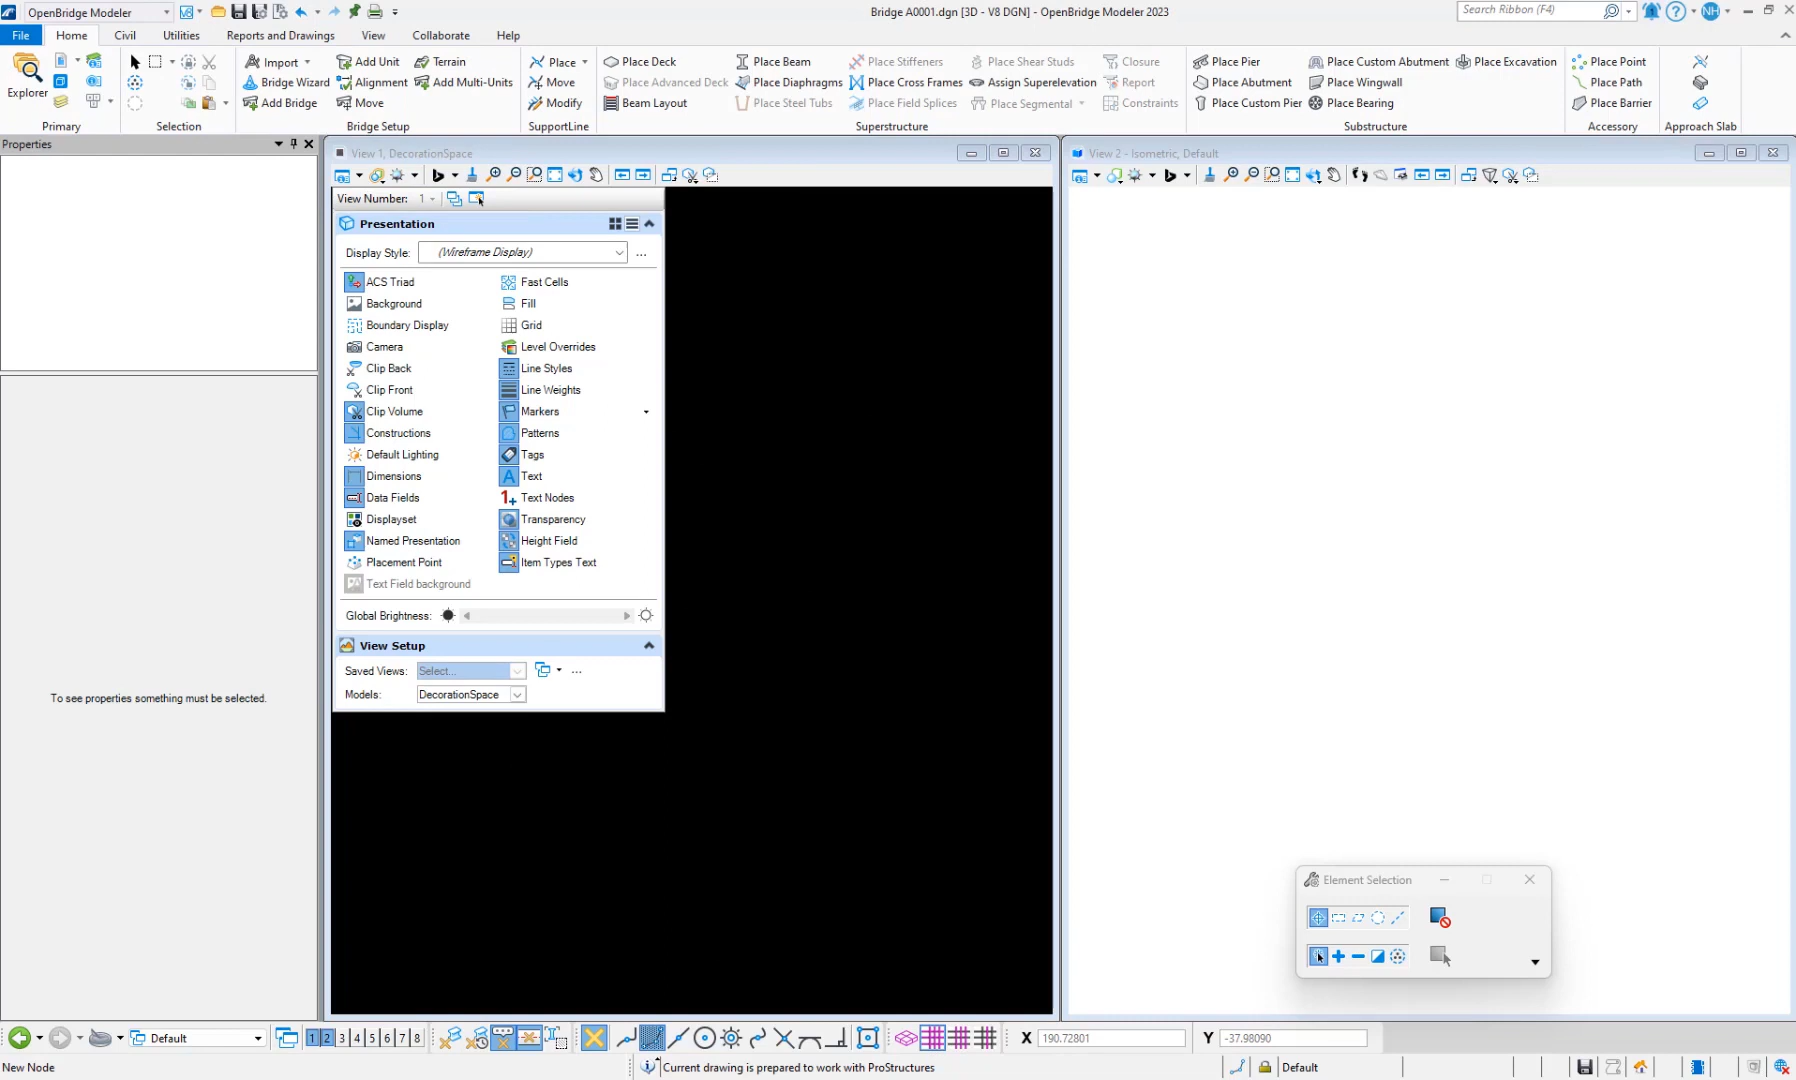 OpenBridge Modeler
Bridge A0001.dgn [3D - V8 DGN] - OpenBridge Modeler 2023
Search Ribbon (F4)
NH
File Home Civil Utilities Reports and Drawings View Collaborate Help
Explorer
Import
Bridge Wizard
Add Bridge
Add Unit
Alignment
Move
Terrain
Add Multi-Units
Place
Move
Modify
Place Deck
Place Advanced Deck
Beam Layout
Place Beam
Place Diaphragms
Place Steel Tubs
Place Stiffeners
Place Cross Frames
Place Field Splices
Place Shear Studs
Assign Superelevation
Place Segmental
Closure
Report
Constraints
Place Pier
Place Abutment
Place Custom Pier
Place Custom Abutment
Place Wingwall
Place Bearing
Place Excavation
Place Point
Place Path
Place Barrier
Primary Selection Bridge Setup SupportLine Superstructure Substructure Accessory Approach Slab
Properties
To see properties something must be selected.
View 1, DecorationSpace
View Number: 1
Presentation
Display Style: (Wireframe Display) ...
ACS Triad
Background
Boundary Display
Camera
Clip Back
Clip Front
Clip Volume
Constructions
Default Lighting
Dimensions
Data Fields
Displayset
Named Presentation
Placement Point
Text Field background
Fast Cells
Fill
Grid
Level Overrides
Line Styles
Line Weights
Markers
Patterns
Tags
Text
Text Nodes
Transparency
Height Field
Item Types Text
Global Brightness:
View Setup
Saved Views: Select... ...
Models: DecorationSpace
View 2 - Isometric, Default
Element Selection
Default
1 2 3 4 5 6 7 8
X 190.72801
Y -37.98090
New Node
Current drawing is prepared to work with ProStructures
Default